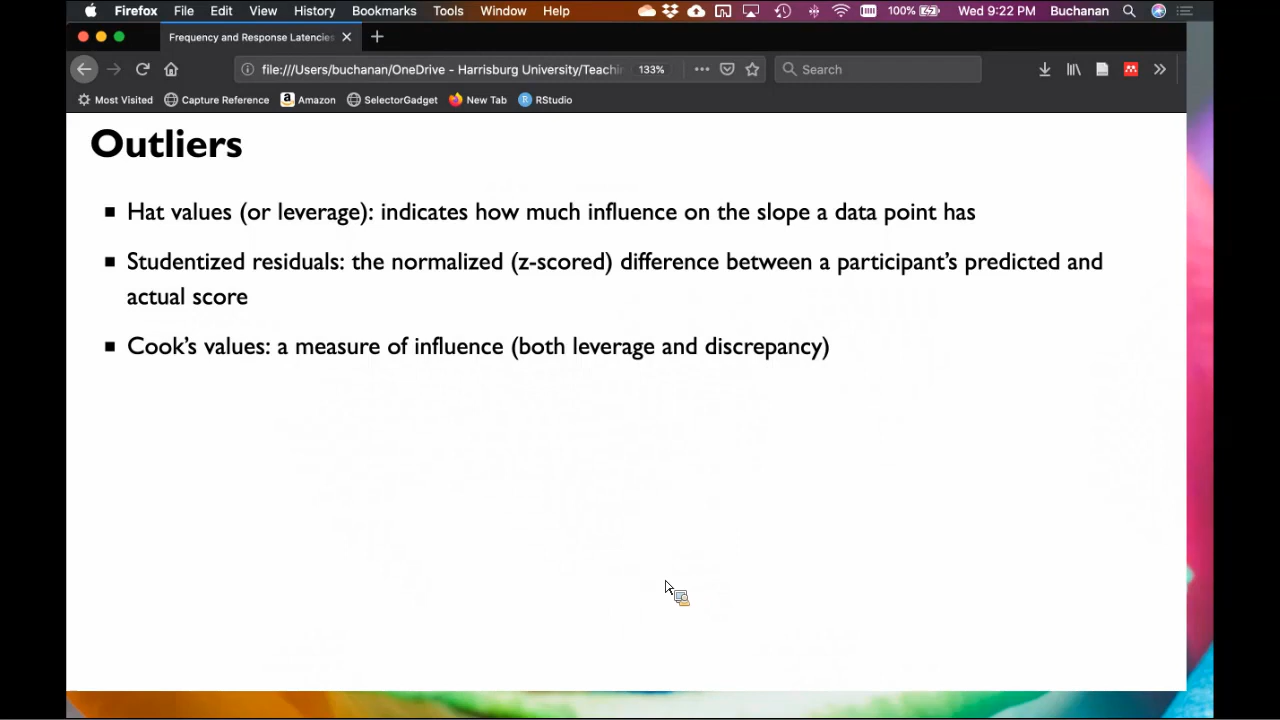 Firefox File Edit View History Bookmarks Tools Window Help 100% Wed 9:22 PM Buchanan
Frequency and Response Latencies
file:///Users/buchanan/OneDrive - Harrisburg University/Teachin 133% Search
Most Visited Capture Reference Amazon SelectorGadget New Tab RStudio
Outliers
Hat values (or leverage): indicates how much influence on the slope a data point has
Studentized residuals: the normalized (z-scored) difference between a participant’s predicted and
actual score
Cook’s values: a measure of influence (both leverage and discrepancy)